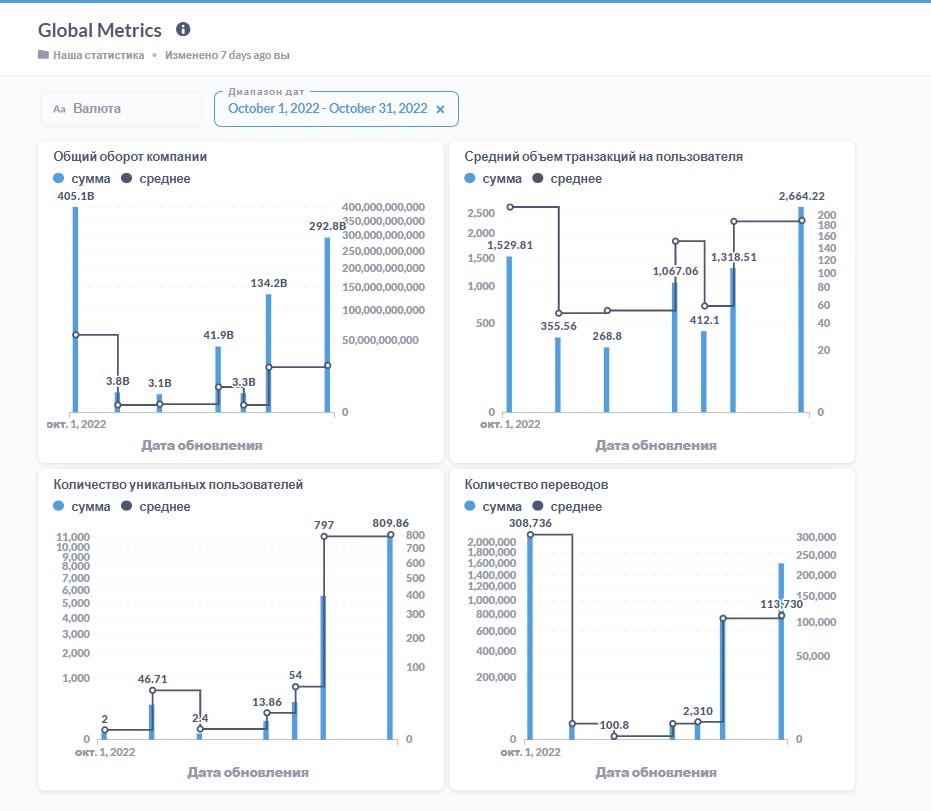 Global Metrics
Наша статистика • Изменено 7 days ago вы
Диапазон дат
Aa Валюта
October 1, 2022 - October 31, 2022 ×
Общий оборот компании
сумма среднее
405.1B
400,000,000,000
350,000,000,000
292.8B
300,000,000,000
250,000,000,000
200,000,000,000
134.2B
150,000,000,000
100,000,000,000
41.9B
50,000,000,000
3.8B
3.1B
3.3B
0
окт. 1, 2022
Дата обновления
Средний объем транзакций на пользователя
сумма среднее
2,664.22
2,500
200
180
2,000
160
1,529.81
140
1,500
1,318.51
120
1,067.06
100
1,000
80
60
500
355.56
412.1
40
268.8
20
0
0
окт. 1, 2022
Дата обновления
Количество уникальных пользователей
сумма среднее
797
809.86
11,000
800
10,000
700
9,000
8,000
600
7,000
500
6,000
400
5,000
4,000
300
3,000
200
2,000
100
1,000
46.71
54
13.86
2
2.4
0
0
окт. 1, 2022
Дата обновления
Количество переводов
сумма среднее
308,736
2,000,000
300,000
1,800,000
250,000
1,600,000
1,400,000
200,000
1,200,000
1,000,000
150,000
113,730
800,000
100,000
600,000
400,000
50,000
200,000
2,310
100.8
0
0
окт. 1, 2022
Дата обновления